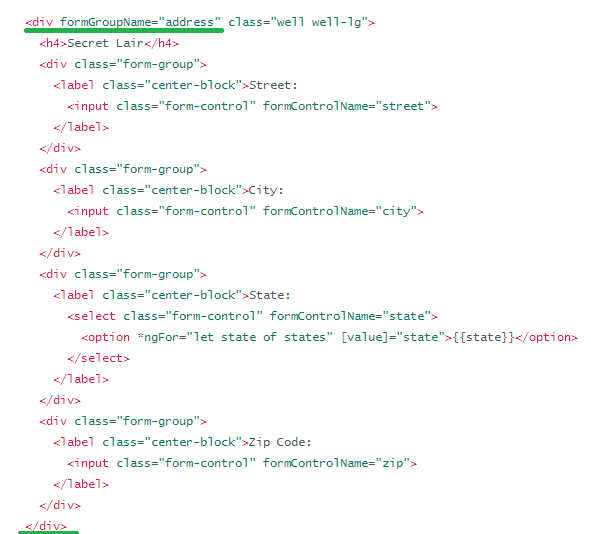 <div formGroupName="address" class="well well-lg">
  <h4>Secret Lair</h4>
  <div class="form-group">
    <label class="center-block">Street:
      <input class="form-control" formControlName="street">
    </label>
  </div>
  <div class="form-group">
    <label class="center-block">City:
      <input class="form-control" formControlName="city">
    </label>
  </div>
  <div class="form-group">
    <label class="center-block">State:
      <select class="form-control" formControlName="state">
        <option *ngFor="let state of states" [value]="state">{{state}}</option>
      </select>
    </label>
  </div>
  <div class="form-group">
    <label class="center-block">Zip Code:
      <input class="form-control" formControlName="zip">
    </label>
  </div>
</div>